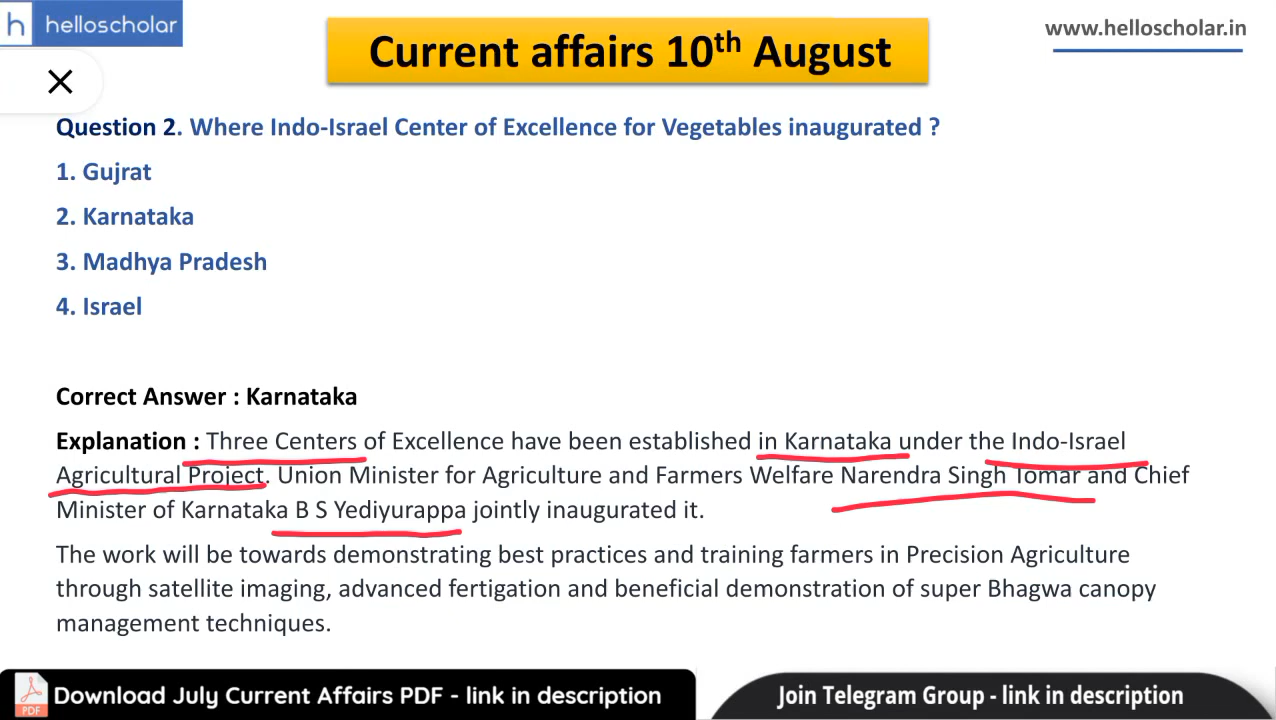 h helloscholar
www.helloscholar.in
Current affairs 10th August
Question 2. Where Indo-Israel Center of Excellence for Vegetables inaugurated ?
1. Gujrat
2. Karnataka
3. Madhya Pradesh
4. Israel
Correct Answer : Karnataka
Explanation : Three Centers of Excellence have been established in Karnataka under the Indo-Israel
Agricultural Project. Union Minister for Agriculture and Farmers Welfare Narendra Singh Tomar and Chief
Minister of Karnataka B S Yediyurappa jointly inaugurated it.
The work will be towards demonstrating best practices and training farmers in Precision Agriculture
through satellite imaging, advanced fertigation and beneficial demonstration of super Bhagwa canopy
management techniques.
PDF Download July Current Affairs PDF - link in description
Join Telegram Group - link in description